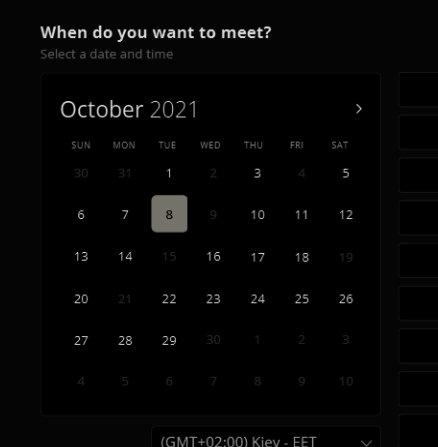 When do you want to meet?
Select a date and time
October 2021 >
SUN MON TUE WED THU FRI SAT
30 31 1 2 3 4 5
6 7 8 9 10 11 12
13 14 15 16 17 18 19
20 21 22 23 24 25 26
27 28 29 30 1 2 3
4 5 6 7 8 9 10
(GMT+02:00) Kiev - EET